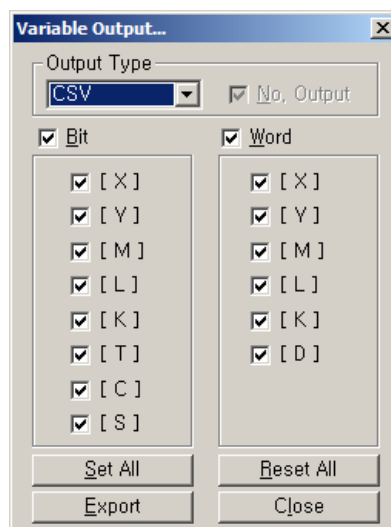 Variable Output...
Output Type
CSV No, Output
Bit Word
[ X ] [ X ]
[ Y ] [ Y ]
[ M ] [ M ]
[ L ] [ L ]
[ K ] [ K ]
[ T ] [ D ]
[ C ]
[ S ]
Set All Reset All
Export Close